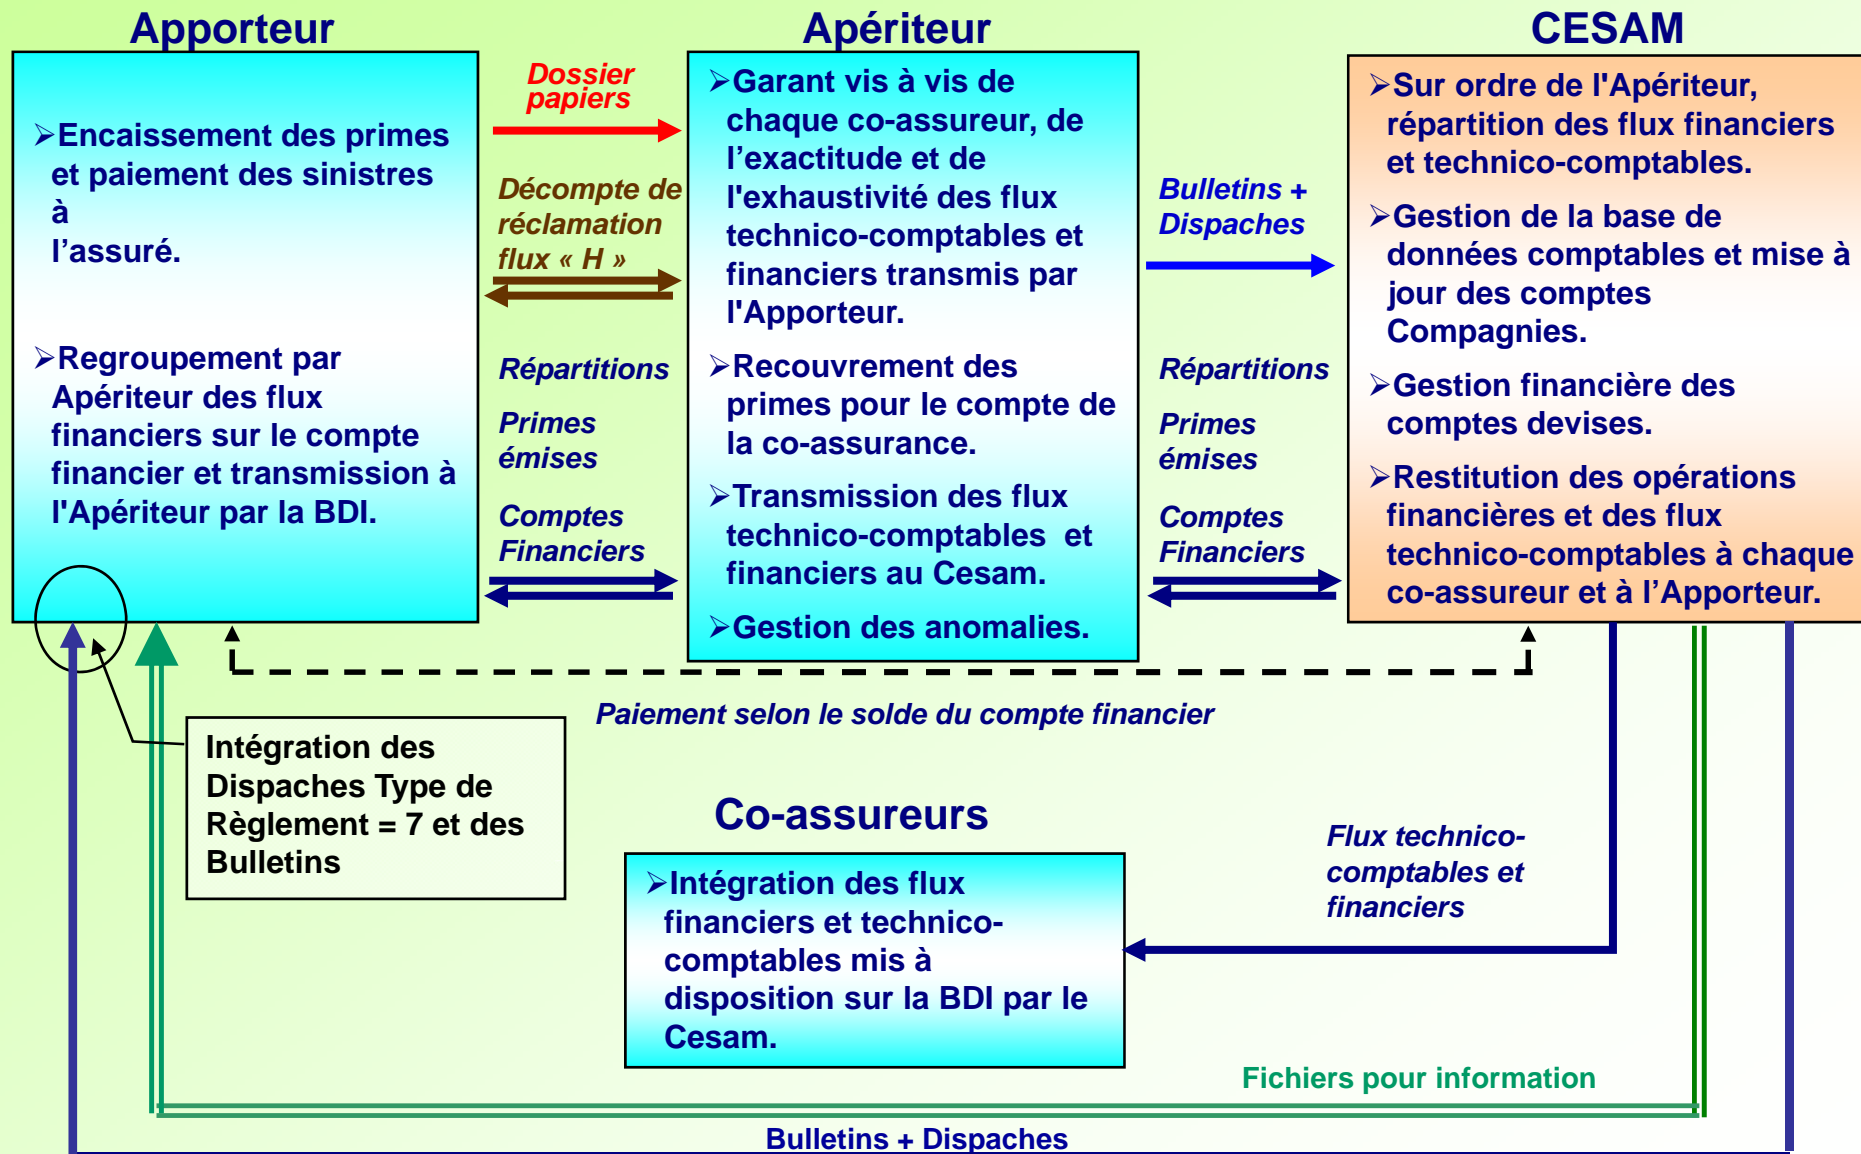 Apporteur
➢Encaissement des primes
et paiement des sinistres
à
l’assuré.
➢Regroupement par
Apériteur des flux
financiers sur le compte
financier et transmission à
l'Apériteur par la BDI.
Dossier
papiers
Décompte de
réclamation
flux « H »
Répartitions
Primes
émises
Comptes
Financiers
Apériteur
➢Garant vis à vis de
chaque co-assureur, de
l’exactitude et de
l'exhaustivité des flux
technico-comptables et
financiers transmis par
l'Apporteur.
➢Recouvrement des
primes pour le compte de
la co-assurance.
➢Transmission des flux
technico-comptables et
financiers au Cesam.
➢Gestion des anomalies.
Bulletins +
Dispaches
Répartitions
Primes
émises
Comptes
Financiers
CESAM
➢Sur ordre de l'Apériteur,
répartition des flux financiers
et technico-comptables.
➢Gestion de la base de
données comptables et mise à
jour des comptes
Compagnies.
➢Gestion financière des
comptes devises.
➢Restitution des opérations
financières et des flux
technico-comptables à chaque
co-assureur et à l’Apporteur.
Paiement selon le solde du compte financier
Intégration des
Dispaches Type de
Règlement = 7 et des
Bulletins
Co-assureurs
➢Intégration des flux
financiers et technico-
comptables mis à
disposition sur la BDI par le
Cesam.
Flux technico-
comptables et
financiers
Fichiers pour information
Bulletins + Dispaches